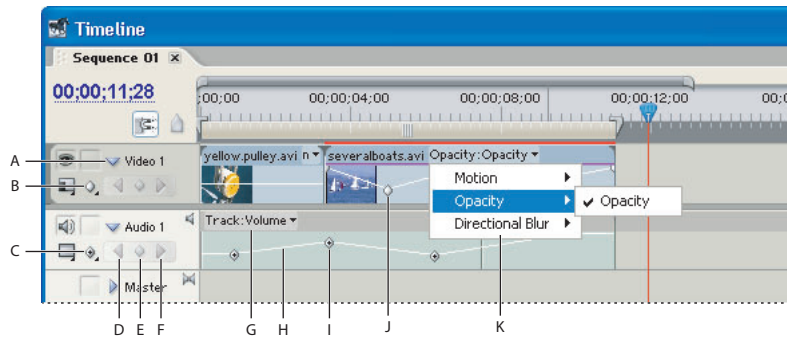 Timeline
Sequence 01
00;00;11;28
;00;00
00;00;04;00
00;00;08;00
00;00;12;00
00;0
A
Video 1
yellow.pulley.avi
n
severalboats.avi
Opacity:Opacity
B
Motion
Opacity
Opacity
Directional Blur
Audio 1
Track:Volume
C
Master
D
E
F
G
H
I
J
K